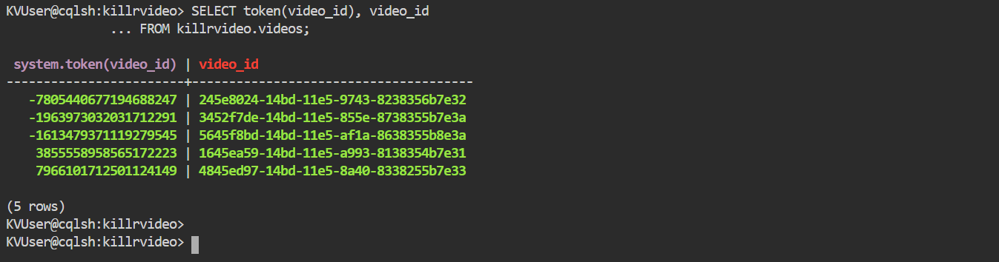 KVUser@cqlsh:killrvideo> SELECT token(video_id), video_id
... FROM killrvideo.videos;
system.token(video_id) | video_id
------------------------+--------------------------------------
-7805440677194688247 | 245e8024-14bd-11e5-9743-8238356b7e32
-1963973032031712291 | 3452f7de-14bd-11e5-855e-8738355b7e3a
-1613479371119279545 | 5645f8bd-14bd-11e5-af1a-8638355b8e3a
3855558958565172223 | 1645ea59-14bd-11e5-a993-8138354b7e31
7966101712501124149 | 4845ed97-14bd-11e5-8a40-8338255b7e33
(5 rows)
KVUser@cqlsh:killrvideo>
KVUser@cqlsh:killrvideo>